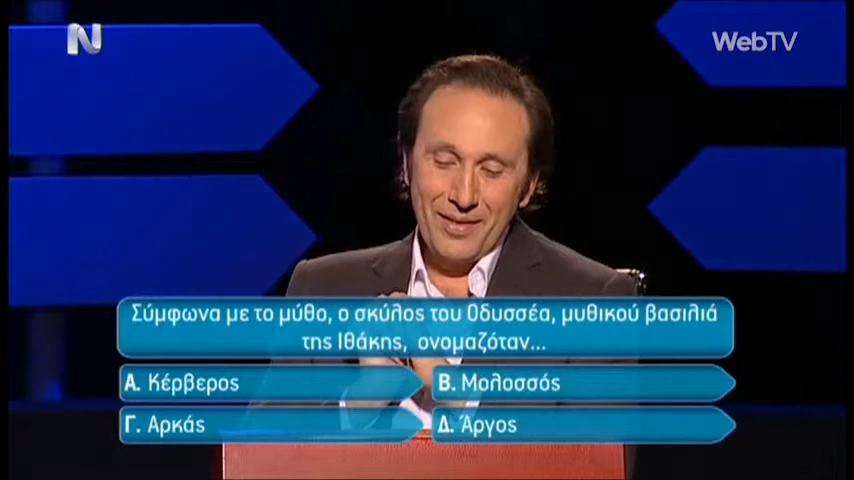 N
WebTV
Σύμφωνα με το μύθο, ο σκύλος του Οδυσσέα, μυθικού βασιλιά
της Ιθάκης, ονομαζόταν...
Α. Κέρβερος
Β. Μολοσσός
Γ. Αρκάς
Δ. Άργος